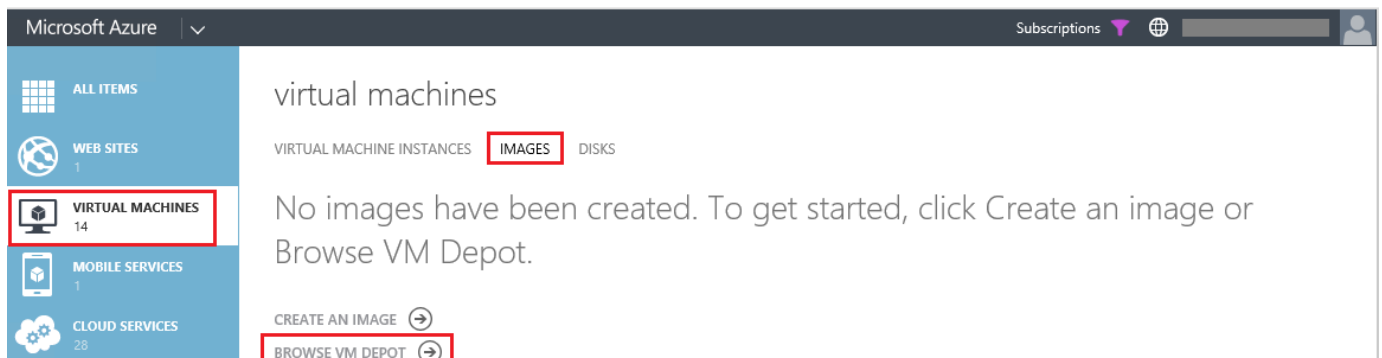 Microsoft Azure
Subscriptions
ALL ITEMS
WEB SITES
1
VIRTUAL MACHINES
14
MOBILE SERVICES
1
CLOUD SERVICES
28
virtual machines
VIRTUAL MACHINE INSTANCES IMAGES DISKS
No images have been created. To get started, click Create an image or
Browse VM Depot.
CREATE AN IMAGE
BROWSE VM DEPOT